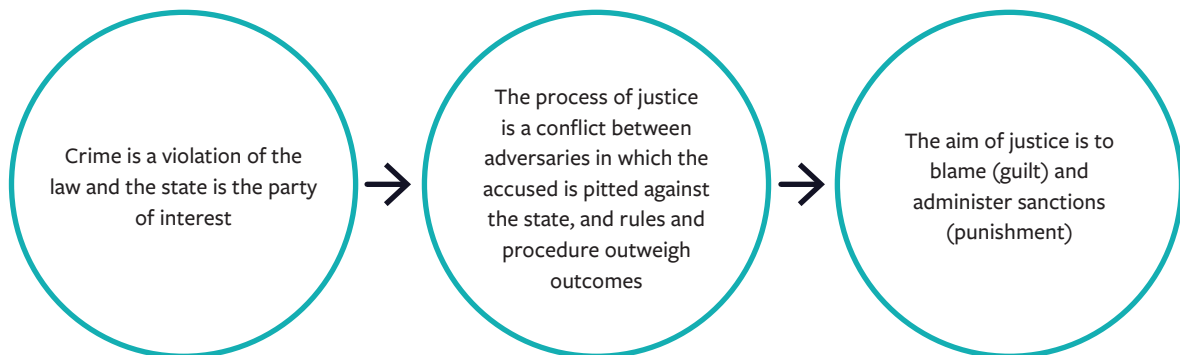 Crime is a violation of the
law and the state is the party
of interest
The process of justice
is a conflict between
adversaries in which the
accused is pitted against
the state, and rules and
procedure outweigh
outcomes
The aim of justice is to
blame (guilt) and
administer sanctions
(punishment)